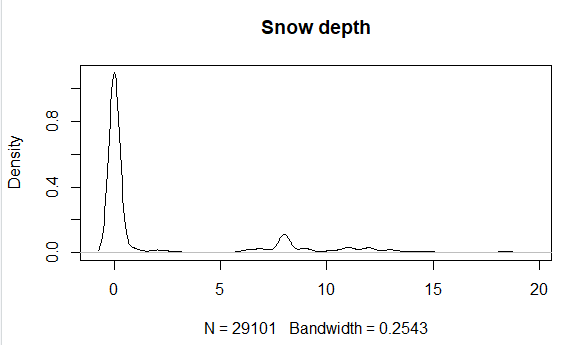 Snow depth
Density
0.8
0.4
0.0
0 5 10 15 20
N = 29101 Bandwidth = 0.2543